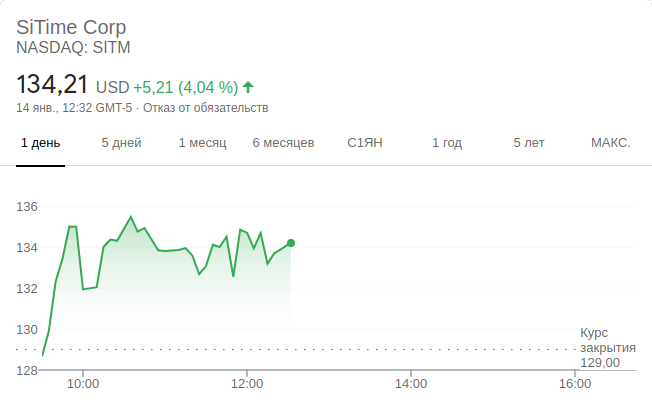 SiTime Corp
NASDAQ: SITM
134,21 USD +5,21 (4,04 %)
14 янв., 12:32 GMT-5 · Отказ от обязательств
1 день 5 дней 1 месяц 6 месяцев С1ЯН 1 год 5 лет МАКС.
136
134
132
130
Курс
закрытия
129,00
128
10:00 12:00 14:00 16:00